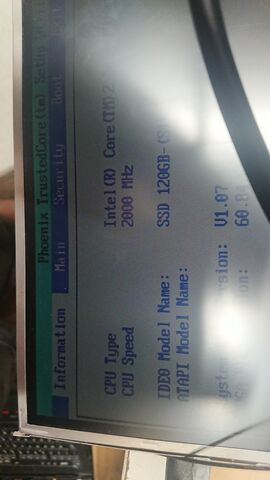 Phoenix TrustedCore(tm) Setup
Information Main Security Boot
CPU Type Intel(R) Core(TM)2
CPU Speed 2000 MHz
IDE0 Model Name: SSD 120GB
ATAPI Model Name:
V1.07